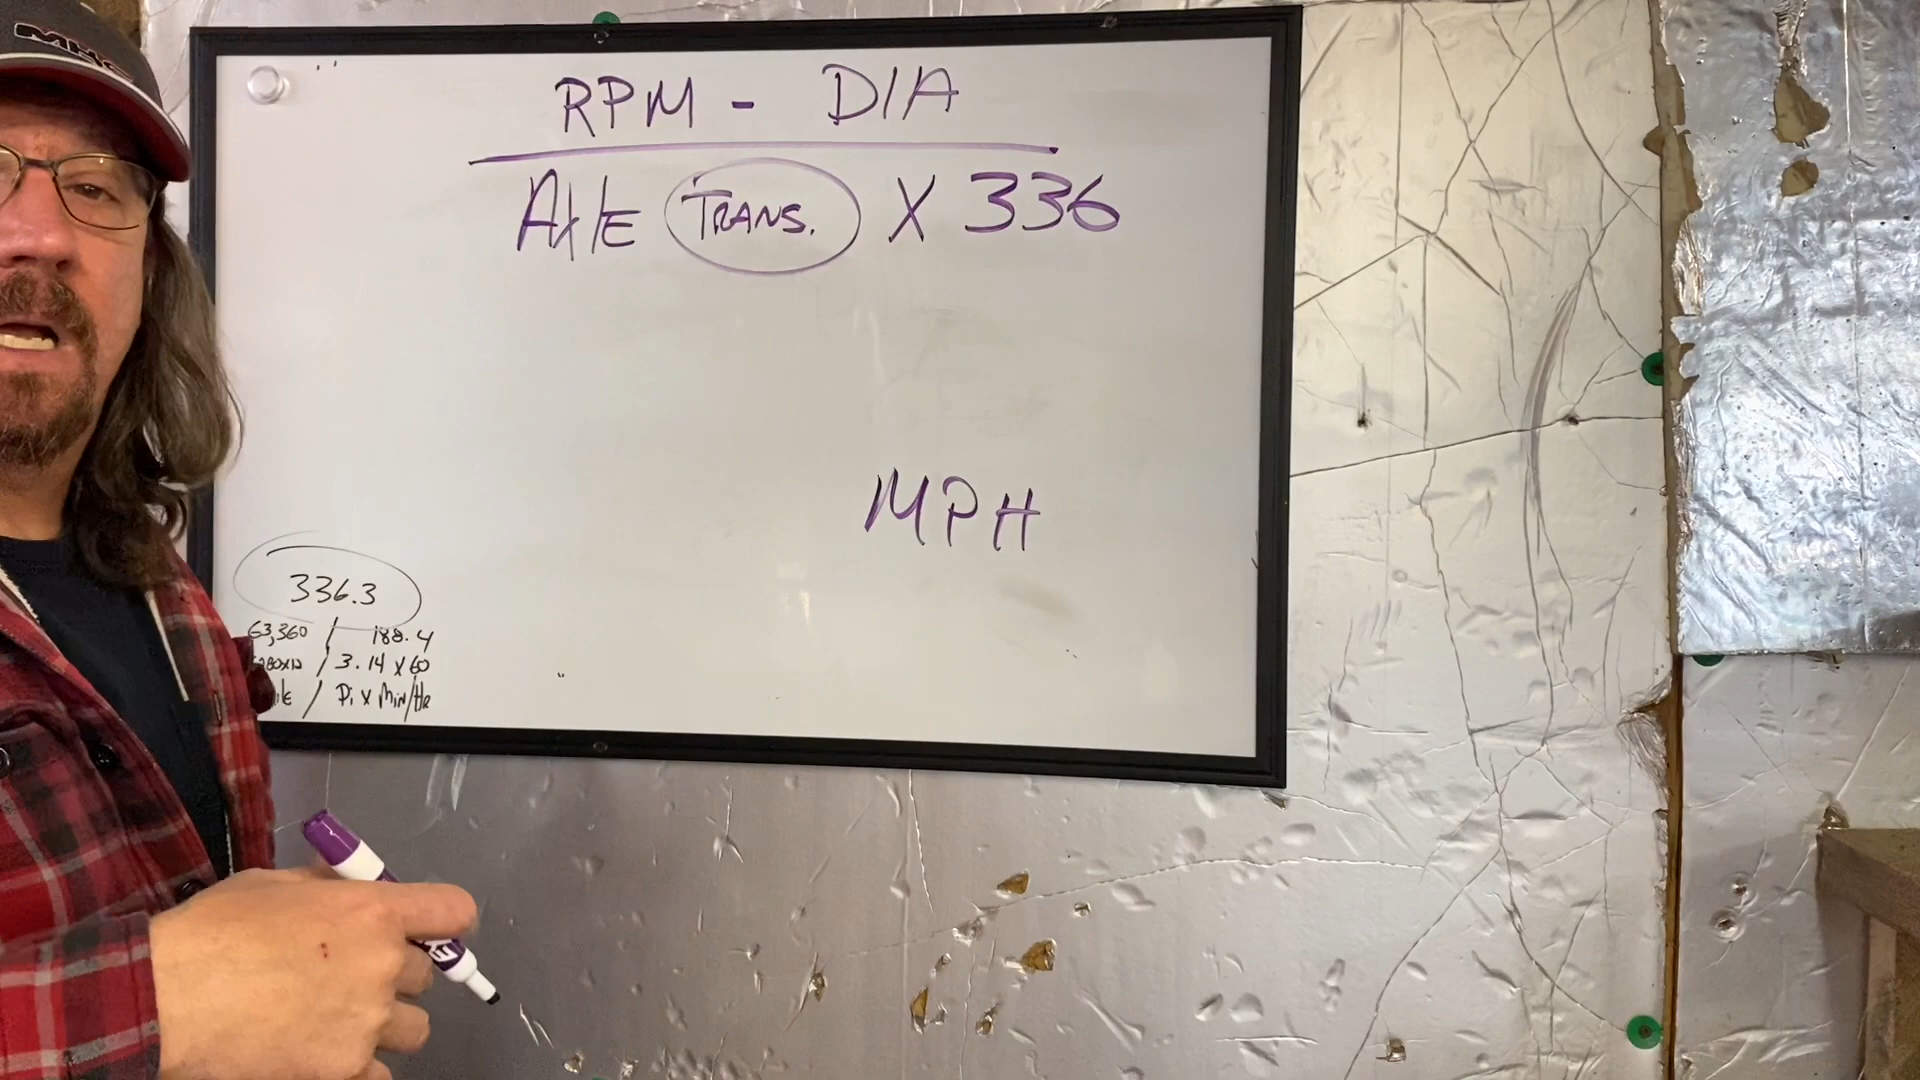 RPM - DIA
AxlE TRANS. X 336
MPH
336.3
63,360 / 188.4
/ 3.14 x 60
/ Pi x Min/HR